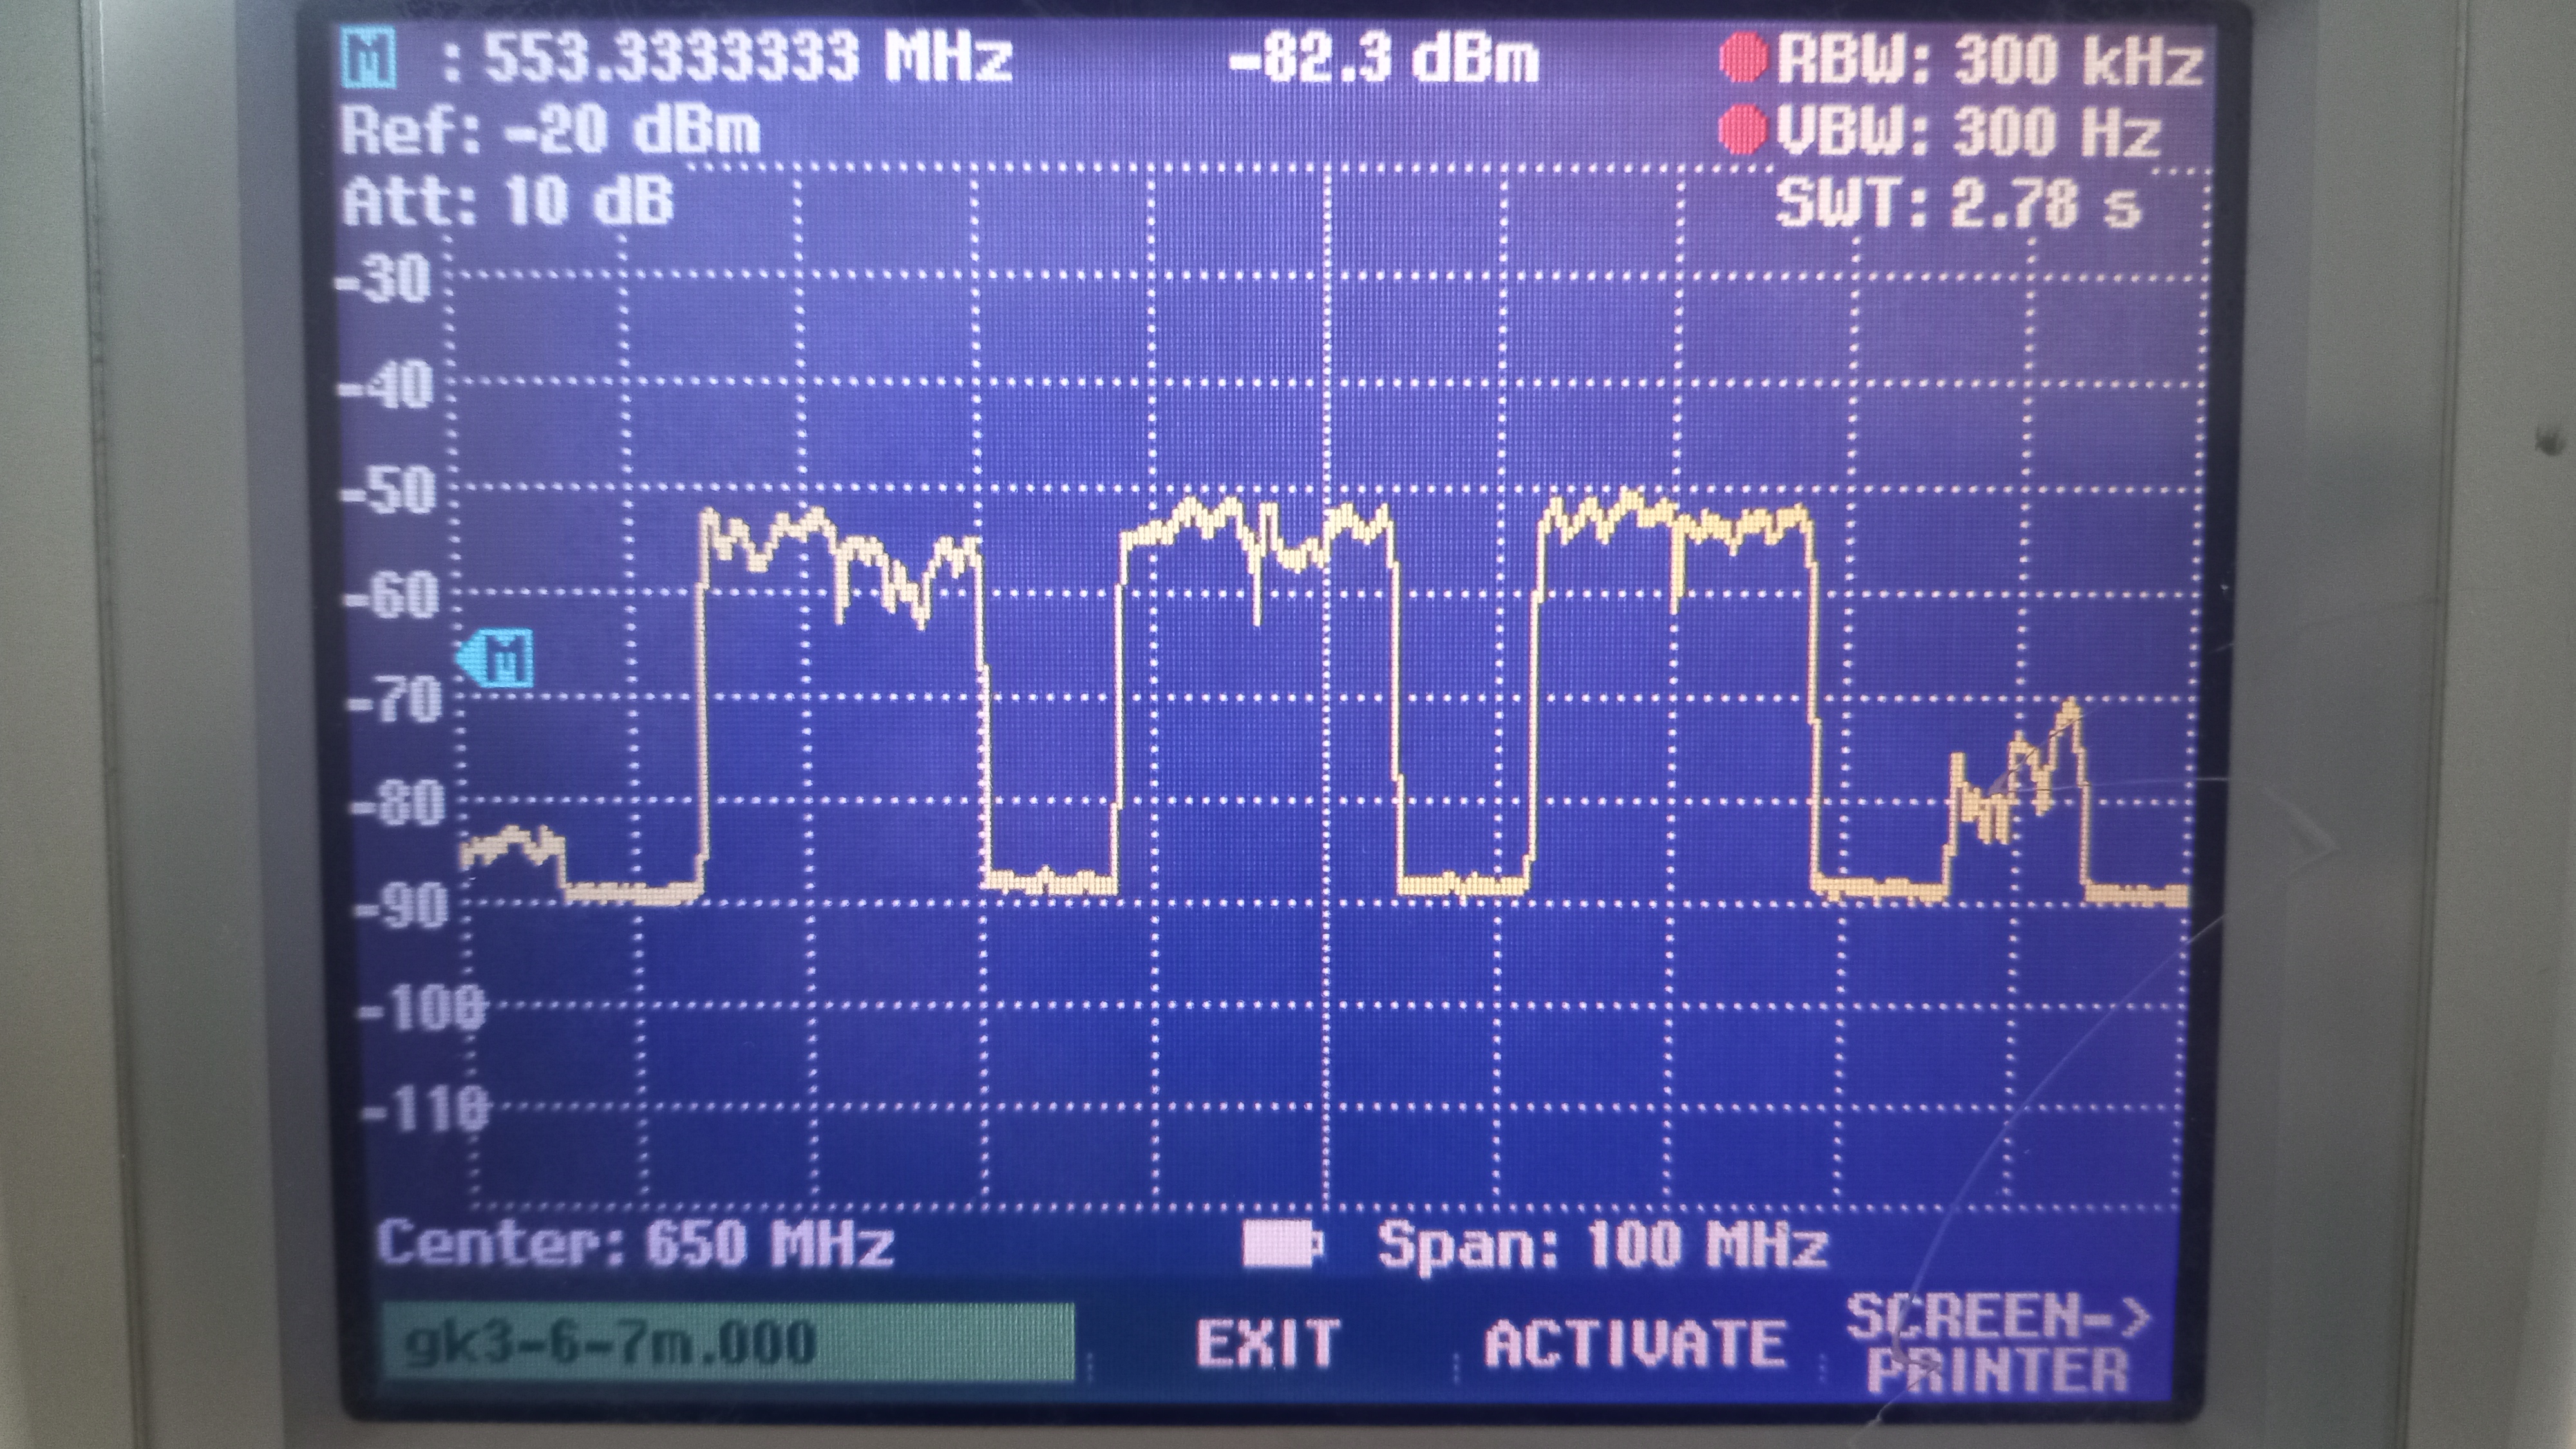 M : 553.3333333 MHz -82.3 dBm RBW: 300 kHz
Ref: -20 dBm VBW: 300 Hz
Att: 10 dB SWT: 2.78 s
-30
-40
-50
-60
M
-70
-80
-90
-100
-110
Center: 650 MHz Span: 100 MHz
gk3-6-7m.000 EXIT ACTIVATE SCREEN->
PRINTER